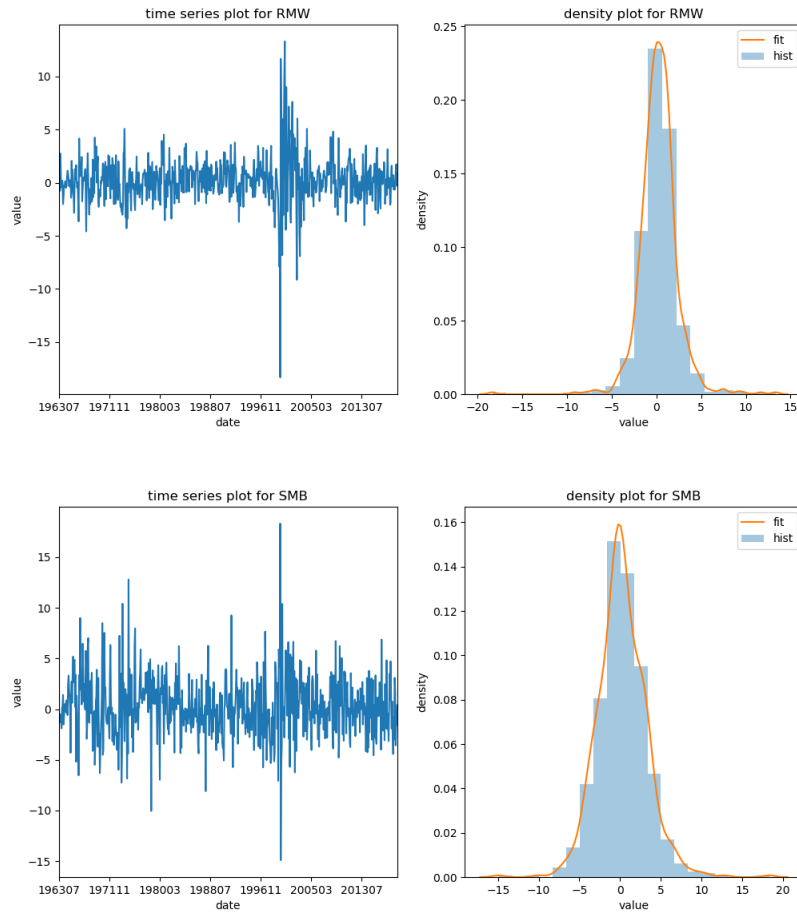 time series plot for RMW
value
10
5
0
−5
−10
−15
196307 197111 198003 198807 199611 200503 201307
date
density plot for RMW
density
0.25
0.20
0.15
0.10
0.05
0.00
fit
hist
−20 −15 −10 −5 0 5 10 15
value
time series plot for SMB
value
15
10
5
0
−5
−10
−15
196307 197111 198003 198807 199611 200503 201307
date
density plot for SMB
density
0.16
0.14
0.12
0.10
0.08
0.06
0.04
0.02
0.00
fit
hist
−15 −10 −5 0 5 10 15 20
value